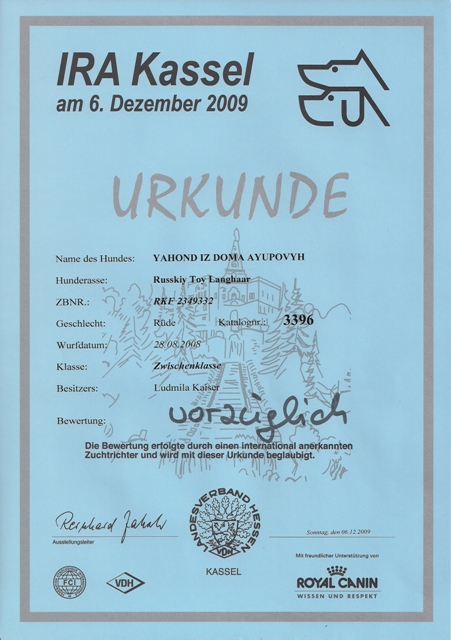 IRA Kassel
am 6. Dezember 2009
URKUNDE
Name des Hundes: YAHOND IZ DOMA AYUPOVYH
Hunderasse: Russkiy Toy Langhaar
ZBNR.: RKF 2349332
Geschlecht: Rüde Katalognr.: 3396
Wurfdatum: 28.08.2008
Klasse: Zwischenklasse
Besitzers: Ludmila Kaiser
Bewertung: vorzüglich
Die Bewertung erfolgte durch einen international anerkannten
Zuchtrichter und wird mit dieser Urkunde beglaubigt.
LANDESVERBAND HESSEN
VDH
Sonntag, den 06.12.2009
Ausstellungsleiter
KASSEL
Mit freundlicher Unterstützung von
FCI
VDH
ROYAL CANIN
WISSEN UND RESPEKT